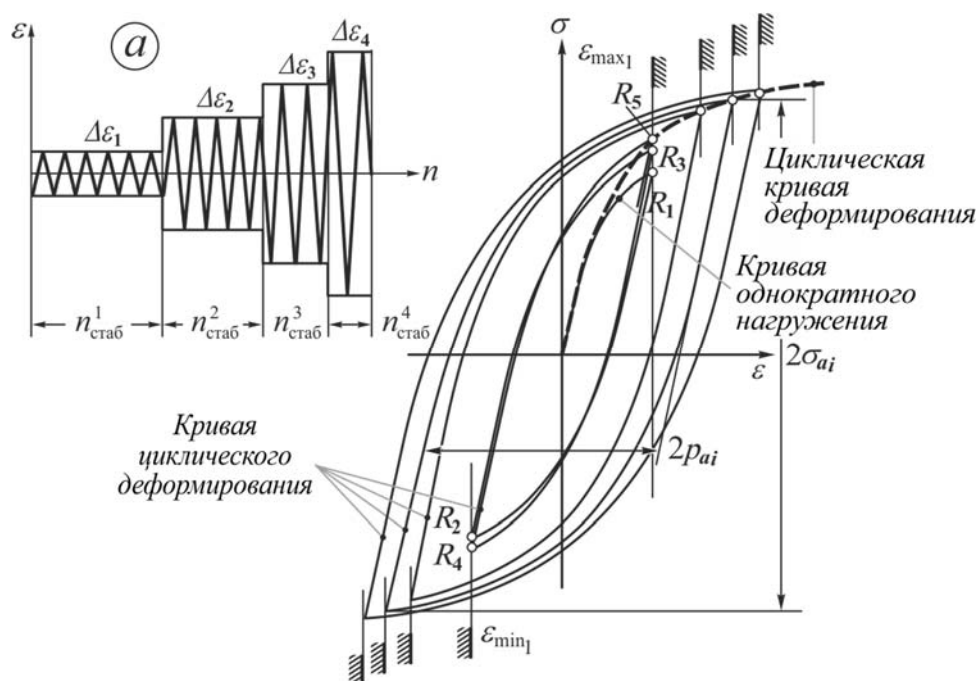 ε
a
Δε₁
Δε₂
Δε₃
Δε₄
n
n¹стаб
n²стаб
n³стаб
n⁴стаб
σ
εmax₁
R₅
R₃
R₁
Циклическая
кривая
деформирования
Кривая
однократного
нагружения
ε
2σai
2pai
Кривая
циклического
деформирования
R₂
R₄
εmin₁